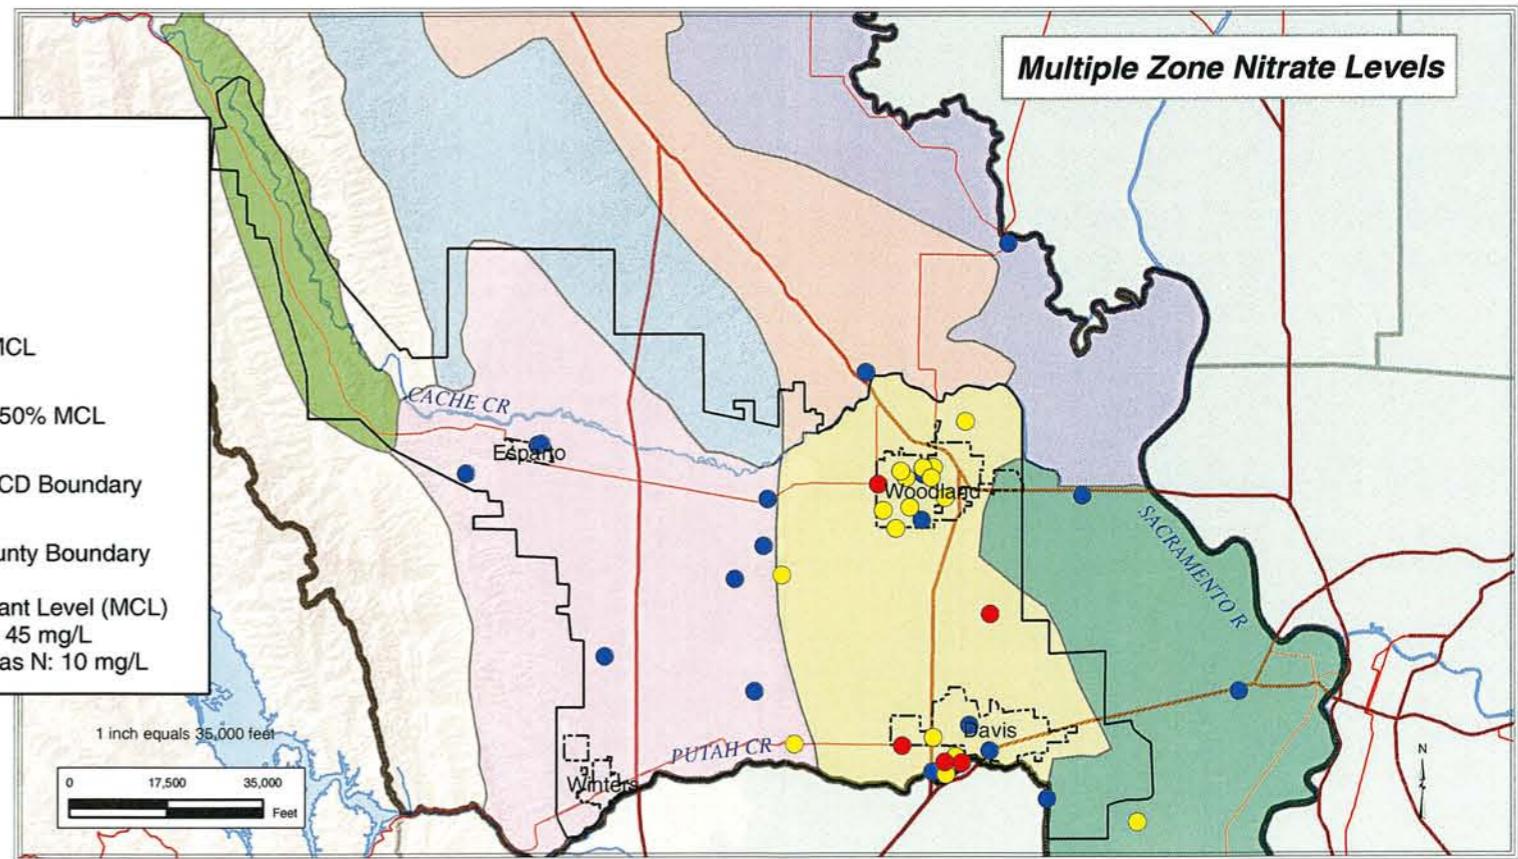 Multiple Zone Nitrate Levels
MCL
50% MCL
CD Boundary
unty Boundary
ant Level (MCL)
45 mg/L
as N: 10 mg/L
1 inch equals 35,000 feet
0 17,500 35,000
Feet
CACHE CR
Esparto
Woodland
SACRAMENTO R
Davis
PUTAH CR
Winters
N